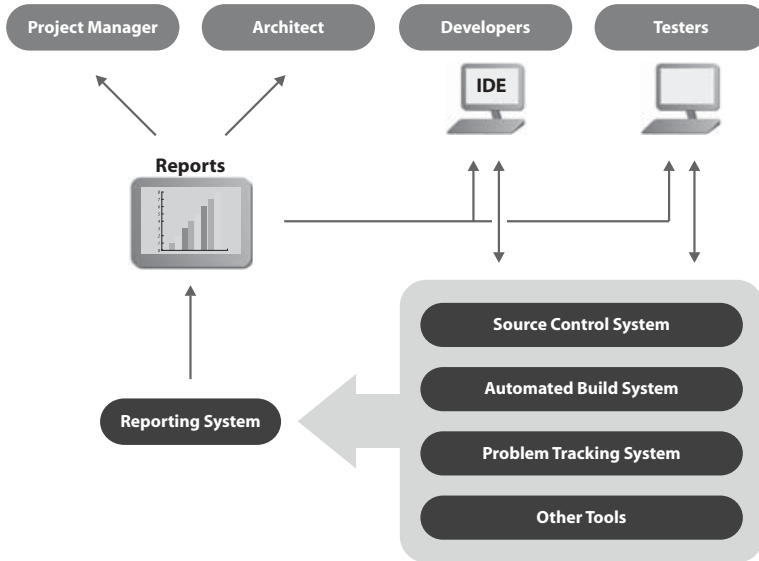 Project Manager
Architect
Developers
Testers
IDE
Reports
Source Control System
Automated Build System
Reporting System
Problem Tracking System
Other Tools